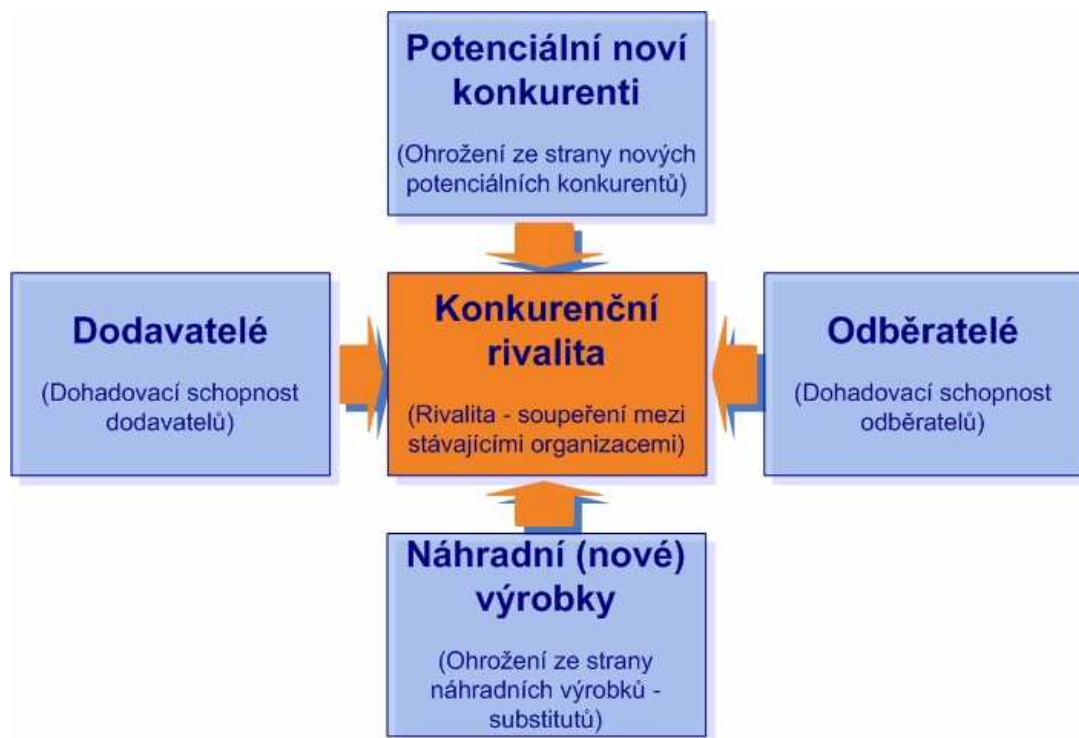 Potenciální noví
konkurenti
(Ohrožení ze strany nových
potenciálních konkurentů)
Dodavatelé
(Dohadovací schopnost
dodavatelů)
Konkurenční
rivalita
(Rivalita - soupeření mezi
stávajícími organizacemi)
Odběratelé
(Dohadovací schopnost
odběratelů)
Náhradní (nové)
výrobky
(Ohrožení ze strany
náhradních výrobků -
substitutů)